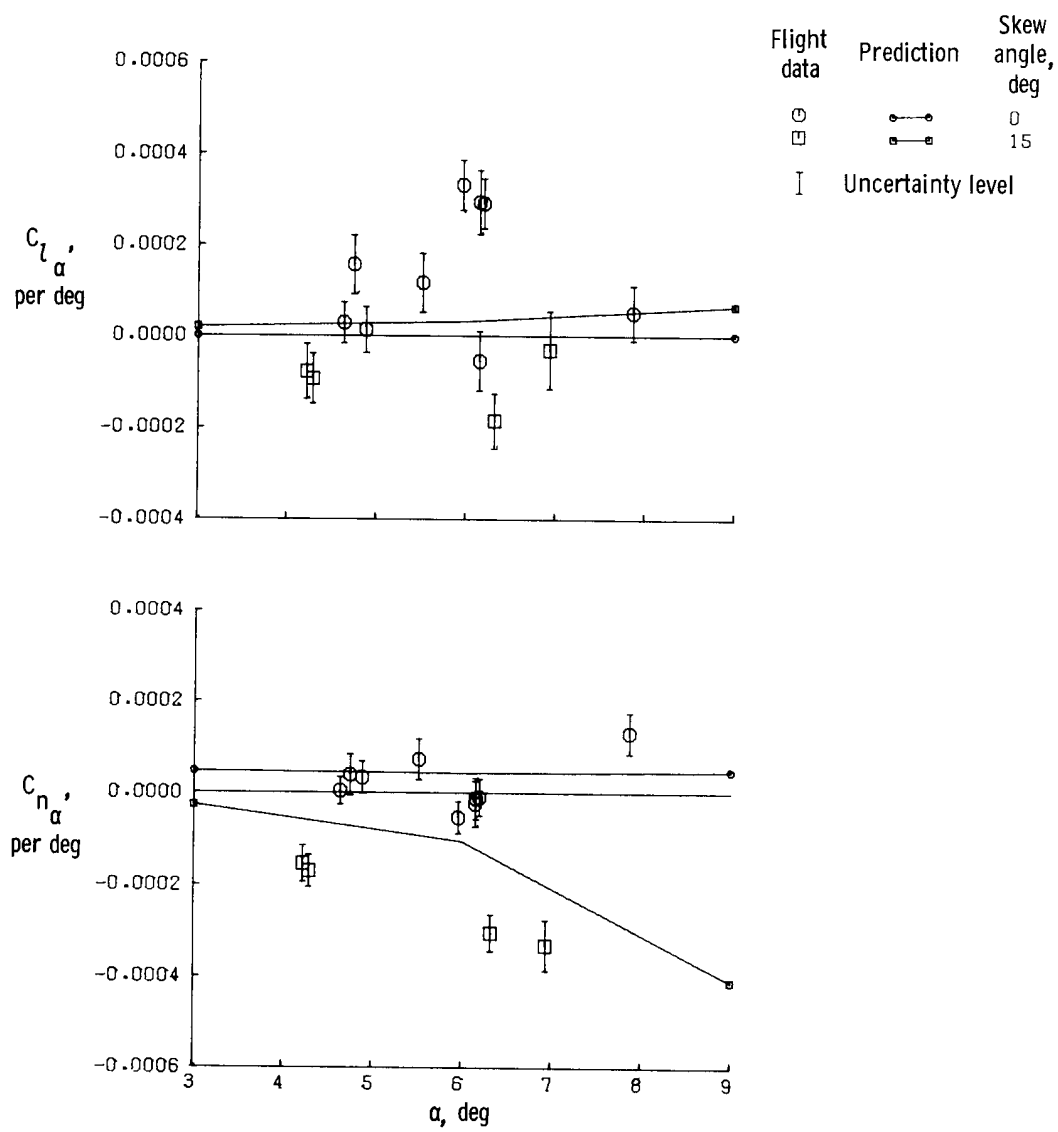 Flight data
Prediction
Skew angle, deg
0
15
Uncertainty level
0.0006
0.0004
0.0002
0.0000
-0.0002
-0.0004
C_l_α, per deg
0.0004
0.0002
0.0000
-0.0002
-0.0004
-0.0006
C_n_α, per deg
3 4 5 6 7 8 9
α, deg